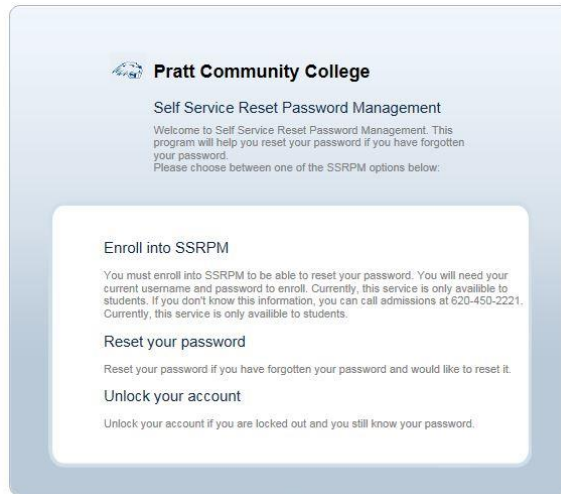 Pratt Community College
Self Service Reset Password Management
Welcome to Self Service Reset Password Management. This
program will help you reset your password if you have forgotten
your password.
Please choose between one of the SSRPM options below:
Enroll into SSRPM
You must enroll into SSRPM to be able to reset your password. You will need your
current username and password to enroll. Currently, this service is only availible to
students. If you don't know this information, you can call admissions at 620-450-2221.
Currently, this service is only availible to students.
Reset your password
Reset your password if you have forgotten your password and would like to reset it.
Unlock your account
Unlock your account if you are locked out and you still know your password.